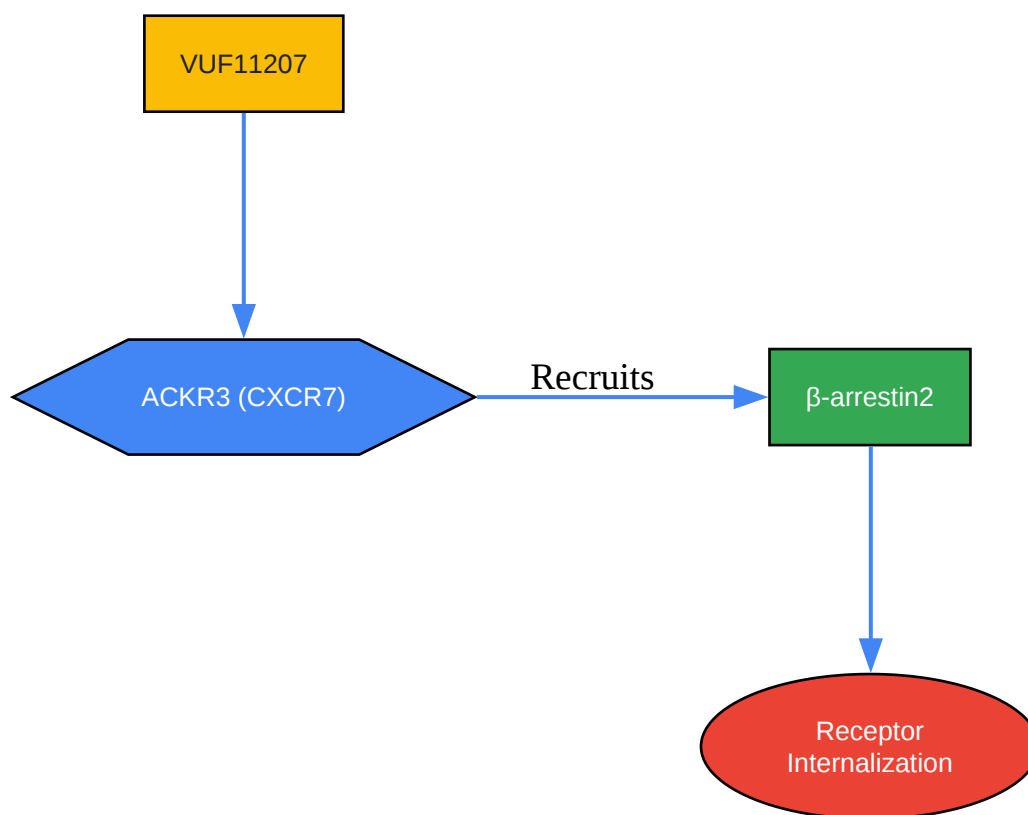 VUF11207
ACKR3 (CXCR7)
Recruits
β-arrestin2
Receptor
Internalization